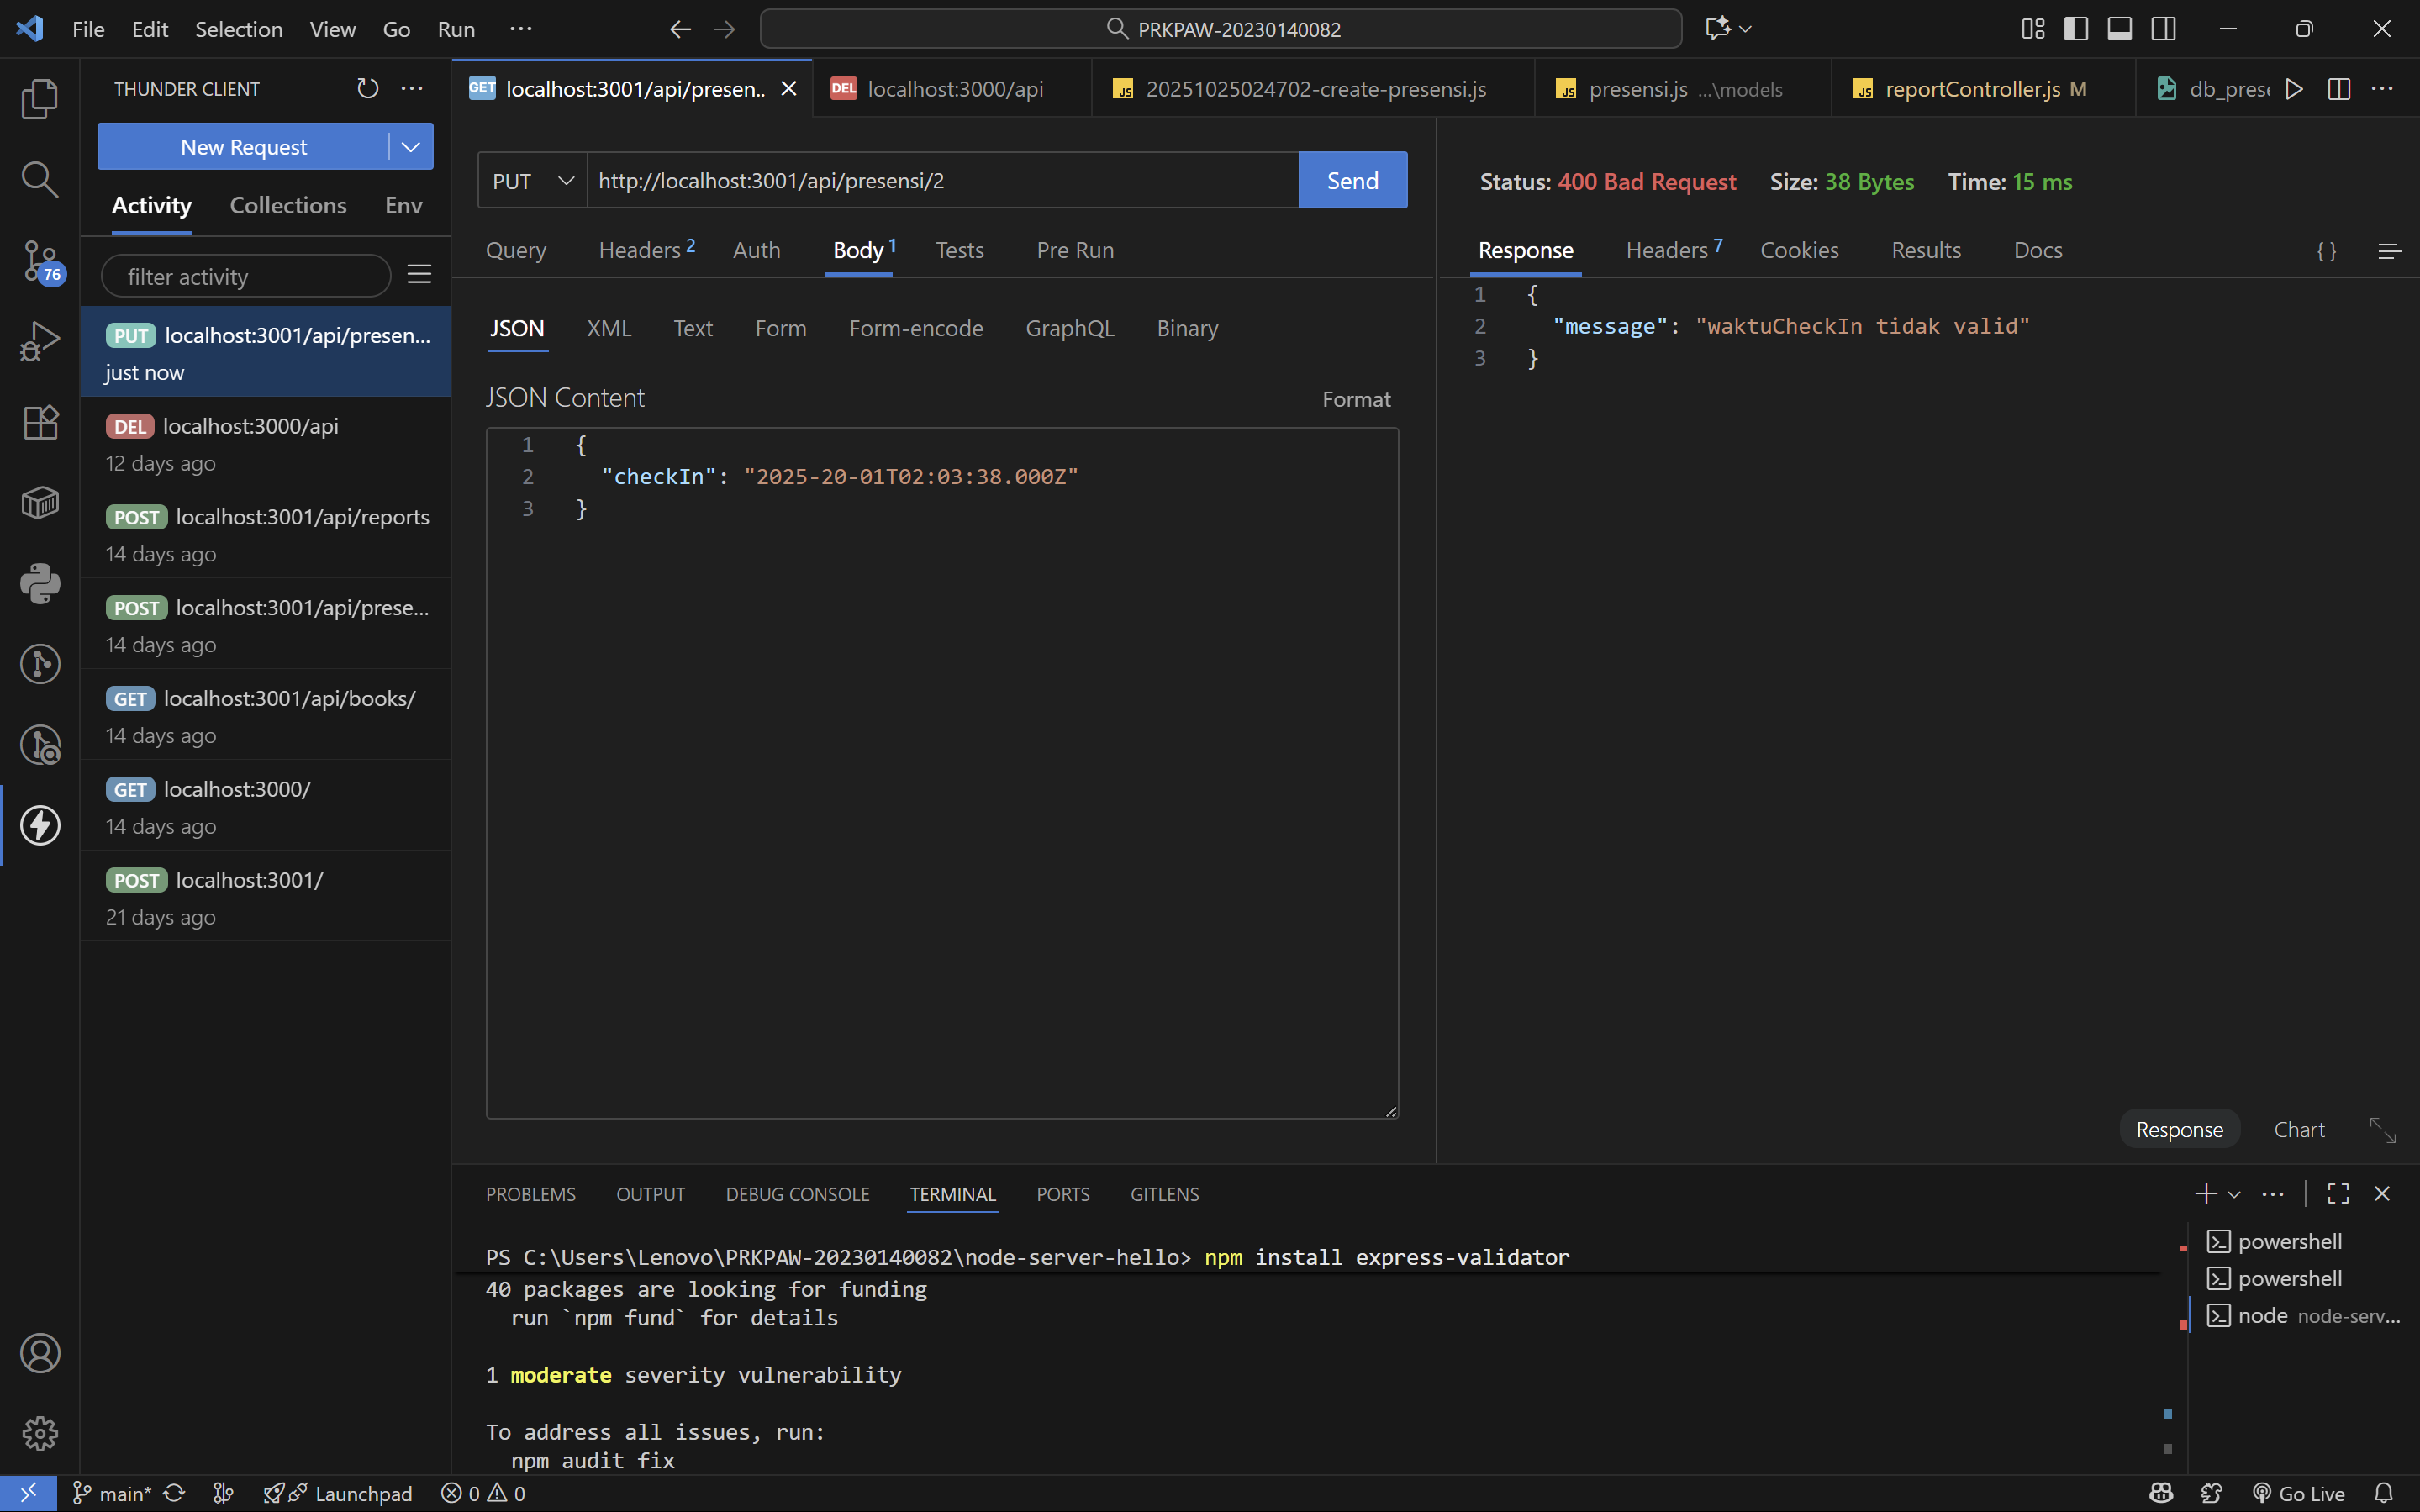 File Edit Selection View Go Run ...
PRKPAW-20230140082
THUNDER CLIENT
New Request
Activity Collections Env
filter activity
PUT localhost:3001/api/presen...
just now
DEL localhost:3000/api
12 days ago
POST localhost:3001/api/reports
14 days ago
POST localhost:3001/api/prese...
14 days ago
GET localhost:3001/api/books/
14 days ago
GET localhost:3000/
14 days ago
POST localhost:3001/
21 days ago
76
GET localhost:3001/api/presen.. DEL localhost:3000/api JS 20251025024702-create-presensi.js JS presensi.js ...\models JS reportController.js M db_prese
PUT http://localhost:3001/api/presensi/2 Send
Query Headers 2 Auth Body 1 Tests Pre Run
JSON XML Text Form Form-encode GraphQL Binary
JSON Content Format
1 {
2 "checkIn": "2025-20-01T02:03:38.000Z"
3 }
Status: 400 Bad Request Size: 38 Bytes Time: 15 ms
Response Headers 7 Cookies Results Docs {}
1 {
2 "message": "waktuCheckIn tidak valid"
3 }
Response Chart
PROBLEMS OUTPUT DEBUG CONSOLE TERMINAL PORTS GITLENS
PS C:\Users\Lenovo\PRKPAW-20230140082\node-server-hello> npm install express-validator
40 packages are looking for funding
run `npm fund` for details
1 moderate severity vulnerability
To address all issues, run:
npm audit fix
powershell
powershell
node node-serv...
main* Launchpad 0 0 Go Live